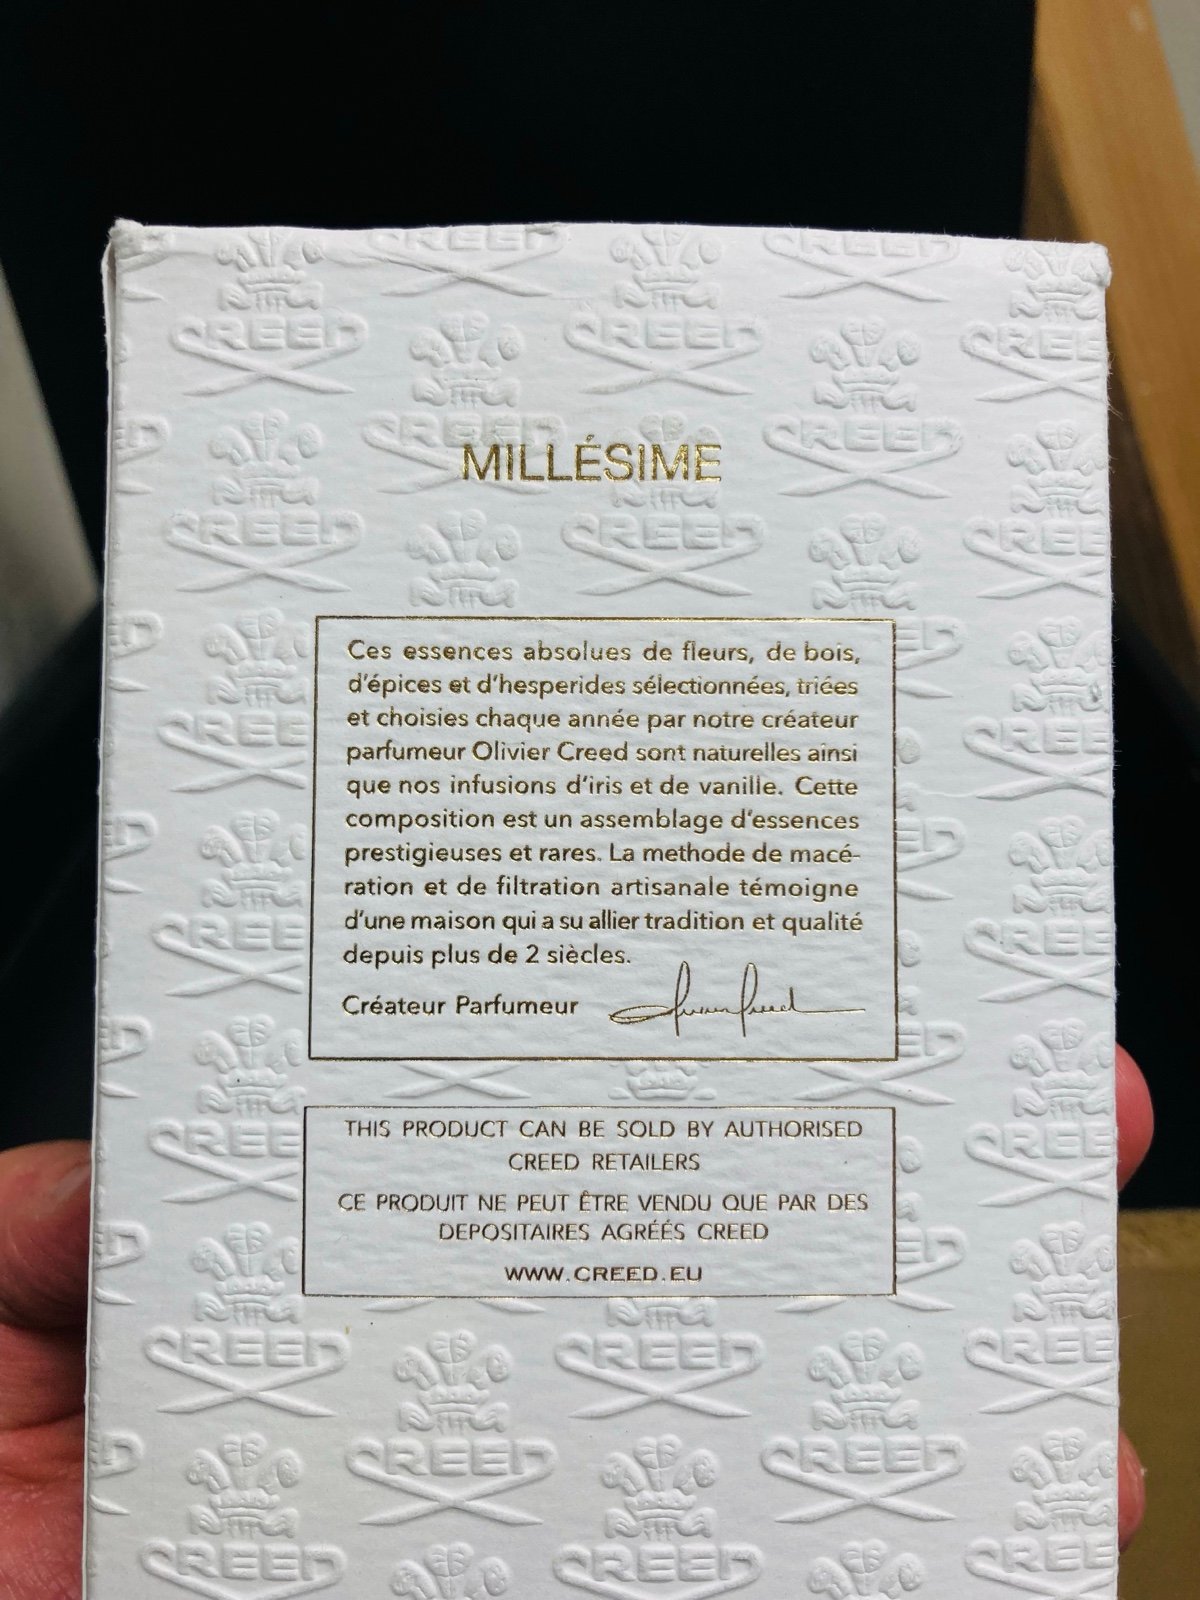 MILLÉSIME
Ces essences absolues de fleurs, de bois,
d'épices et d'hesperides sélectionnées, triées
et choisies chaque année par notre créateur
parfumeur Olivier Creed sont naturelles ainsi
que nos infusions d'iris et de vanille. Cette
composition est un assemblage d'essences
prestigieuses et rares. La methode de macé-
ration et de filtration artisanale témoigne
d'une maison qui a su allier tradition et qualité
depuis plus de 2 siècles.
Créateur Parfumeur
THIS PRODUCT CAN BE SOLD BY AUTHORISED
CREED RETAILERS
CE PRODUIT NE PEUT ÊTRE VENDU QUE PAR DES
DEPOSITAIRES AGRÉÉS CREED
WWW.CREED.EU